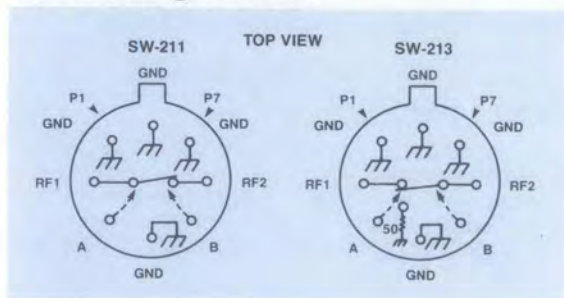 TOP VIEW
SW-211
SW-213
GND
P1
P7
GND
GND
RF1
RF2
A
B
GND
GND
P1
P7
GND
GND
RF1
RF2
50
A
B
GND